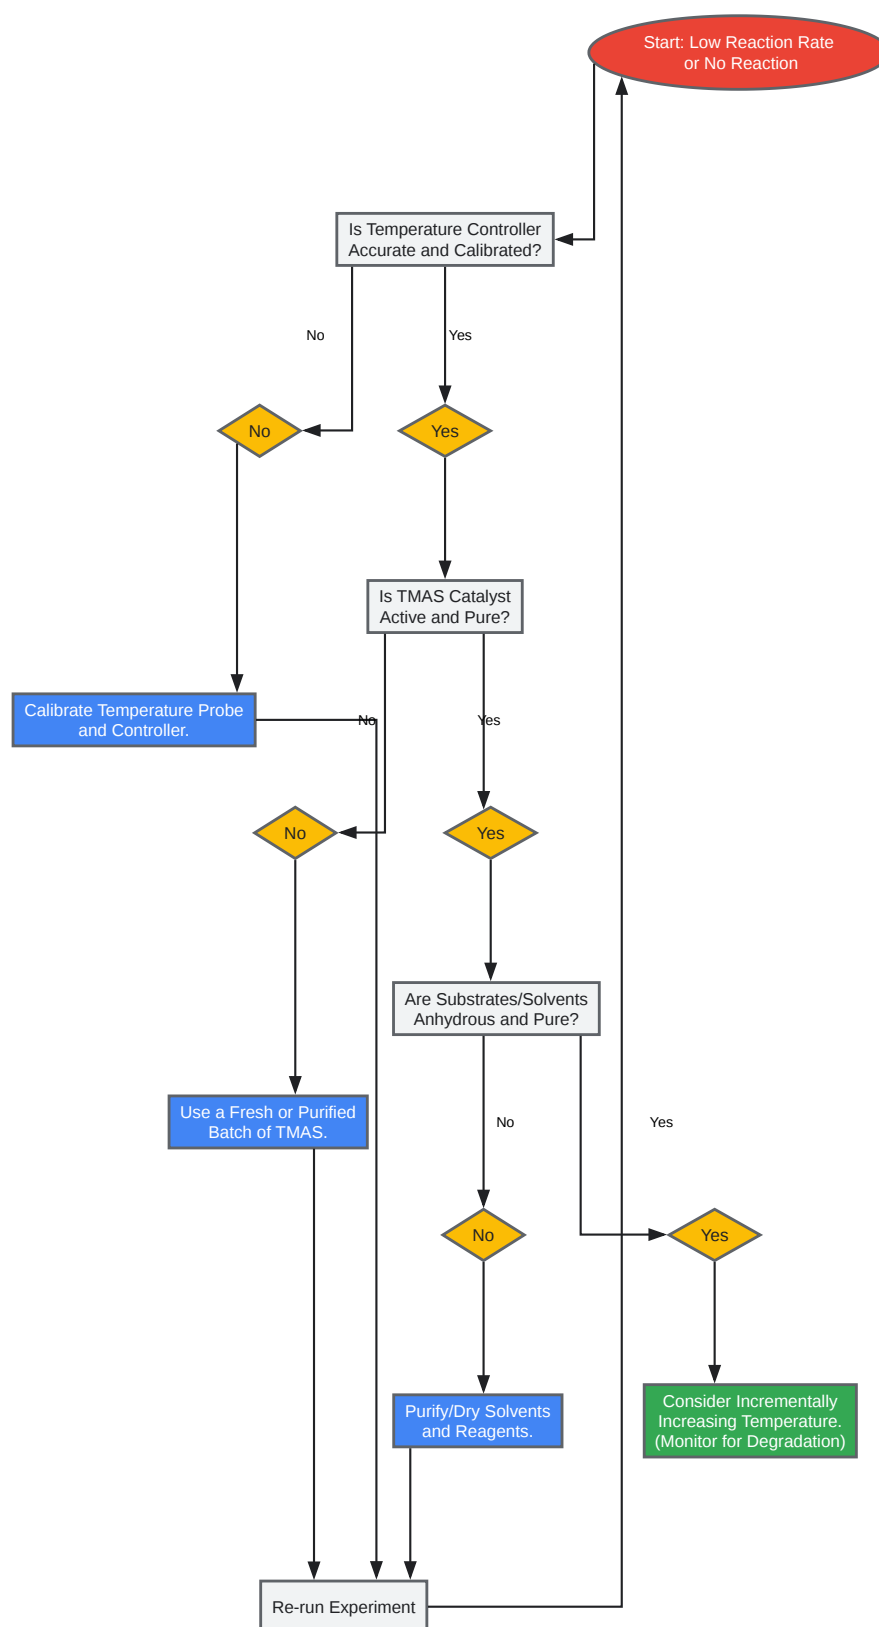 Start: Low Reaction Rate
or No Reaction
Is Temperature Controller
Accurate and Calibrated?
No
Yes
No
Yes
Is TMAS Catalyst
Active and Pure?
Calibrate Temperature Probe
and Controller.
No
Yes
No
Yes
Are Substrates/Solvents
Anhydrous and Pure?
Use a Fresh or Purified
Batch of TMAS.
No
Yes
No
Yes
Purify/Dry Solvents
and Reagents.
Consider Incrementally
Increasing Temperature.
(Monitor for Degradation)
Re-run Experiment